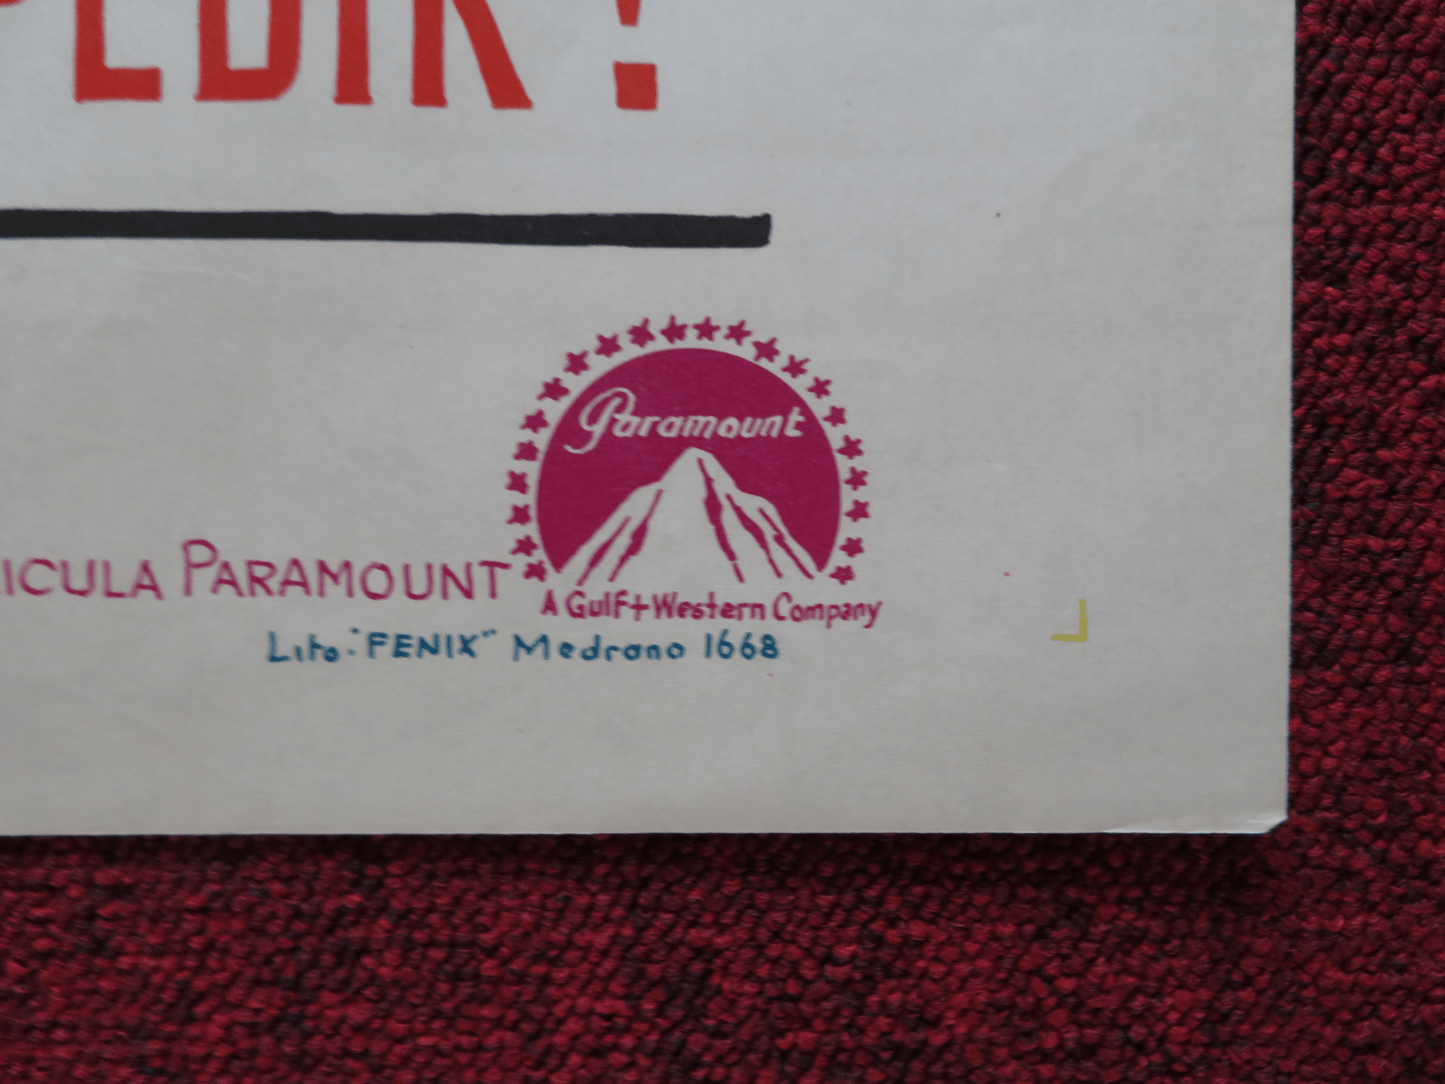 PEDIR!
Paramount
ICULA PARAMOUNT
A Gulf+Western Company
Lito: "FENIX" Medrano 1668